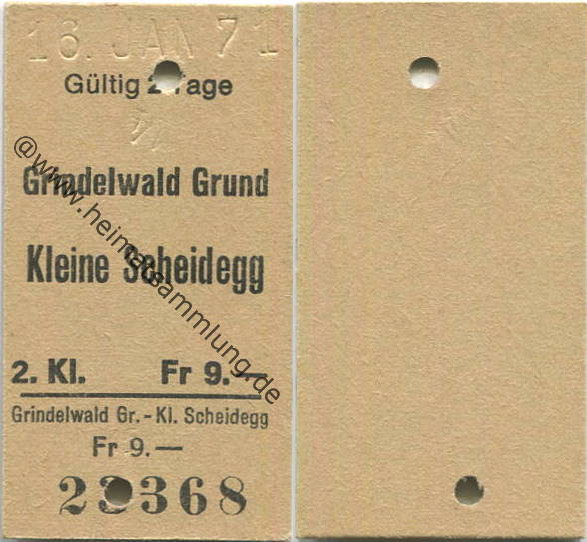 16. JAN 71
Gültig 2 Tage
Grindelwald Grund
Kleine Scheidegg
2. Kl. Fr 9.—
Grindelwald Gr.-Kl. Scheidegg
Fr 9.—
23368
@www.heimatsammlung.de